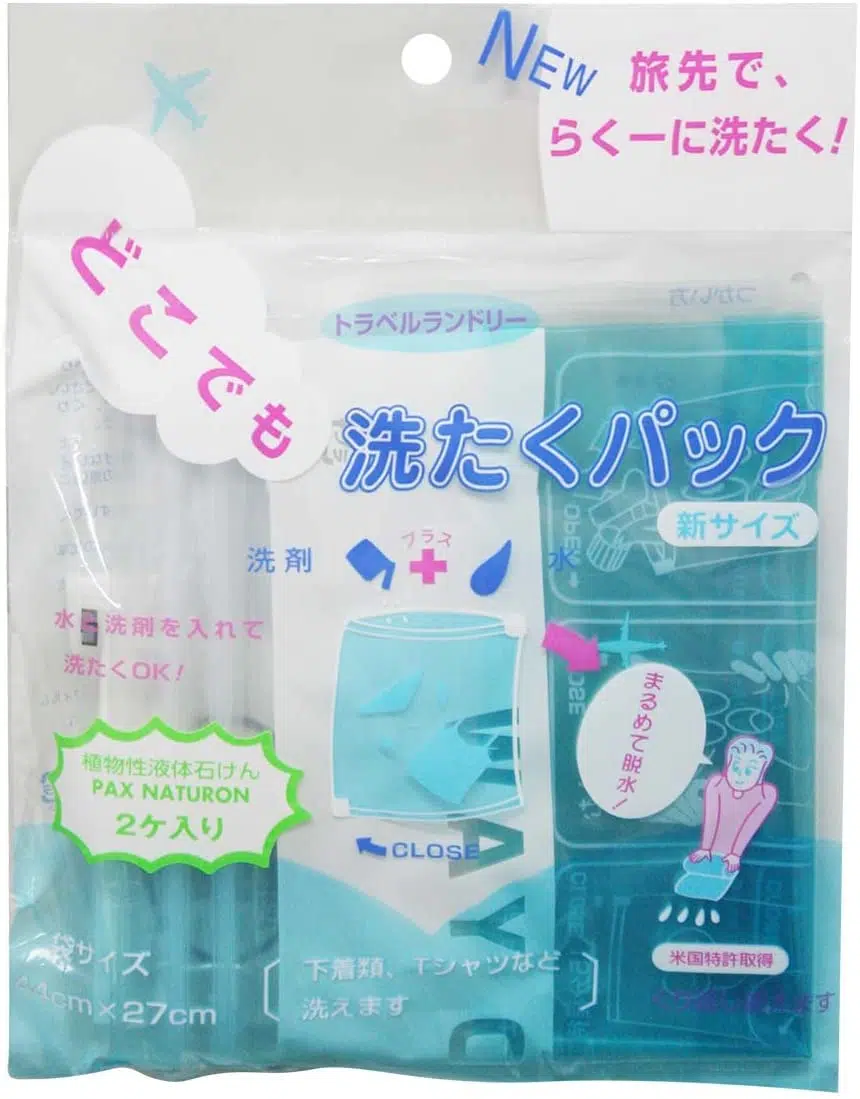 NEW
旅先で、
らくーに洗たく!
どこでも
トラベルランドリー
つかい方
洗たくパック
新サイズ
洗剤
プラス
水
水と洗剤を入れて
洗たくOK!
まるめて脱水!
植物性液体石けん
PAX NATURON
2ケ入り
CLOSE
袋サイズ
44cm×27cm
下着類、Tシャツなど
洗えます
米国特許取得